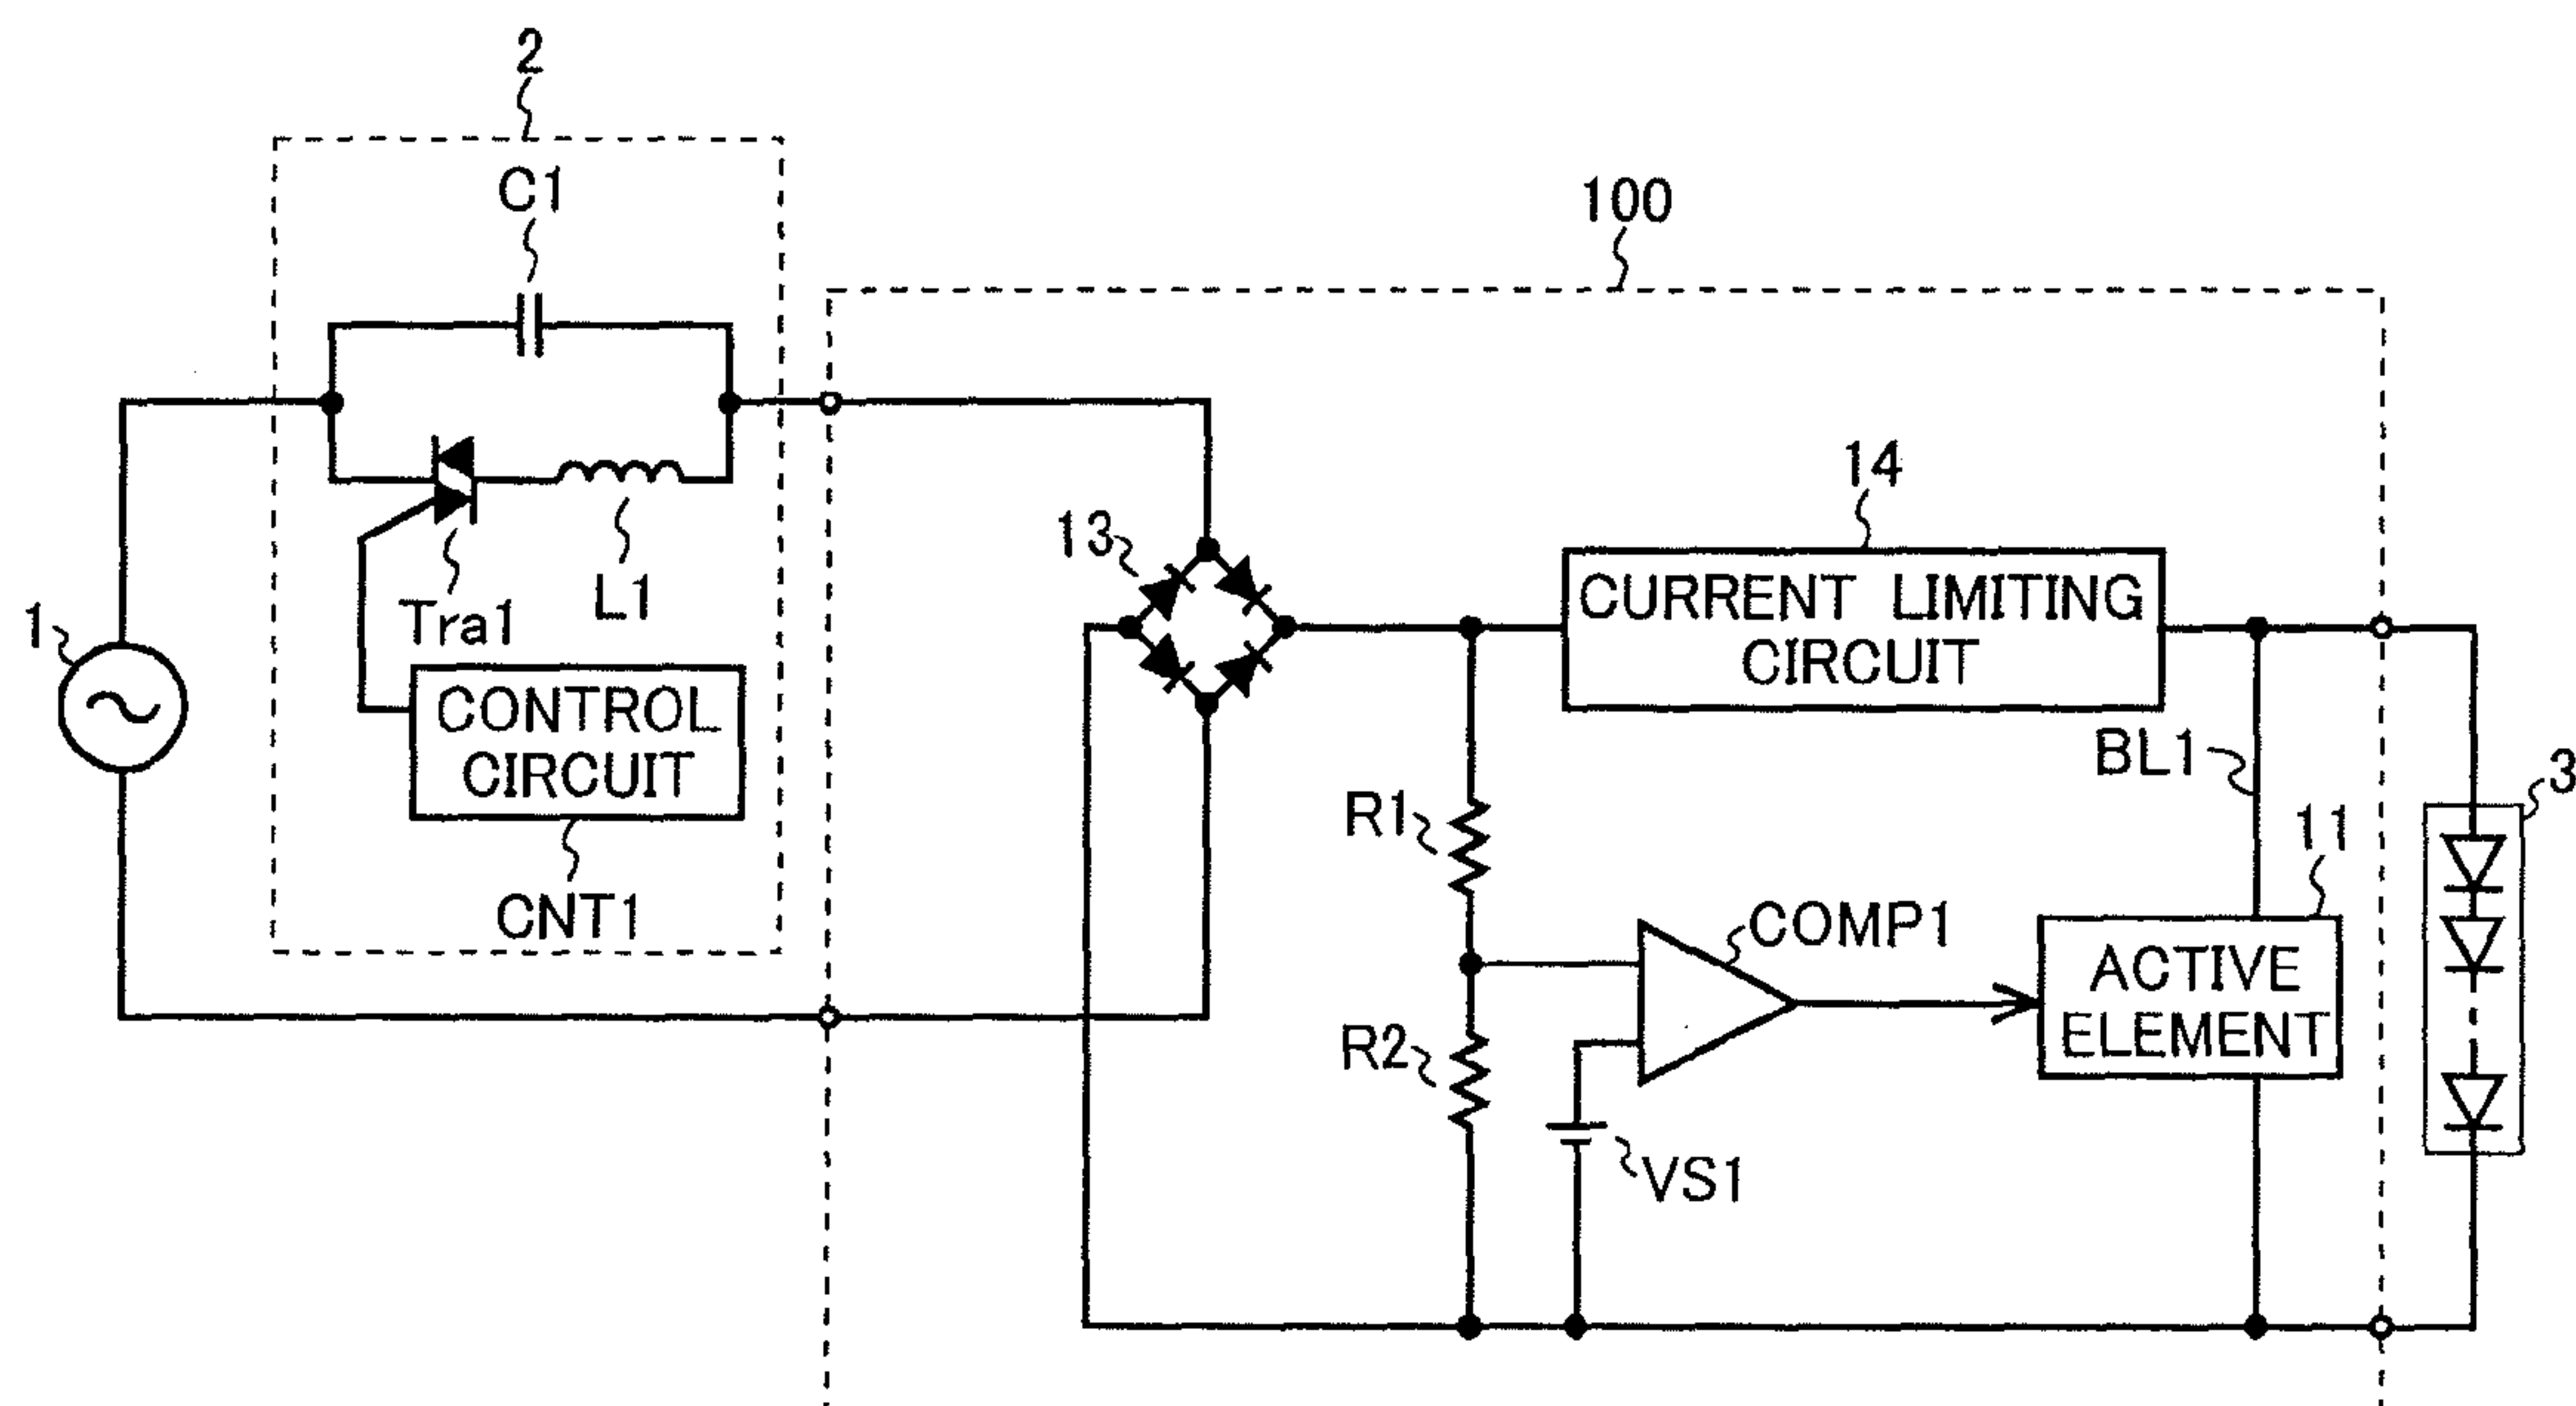 2
C1
100
14
13
CURRENT LIMITING
CIRCUIT
1
Tra1
L1
CONTROL
CIRCUIT
BL1
3
R1
11
CNT1
COMP1
ACTIVE
ELEMENT
R2
VS1